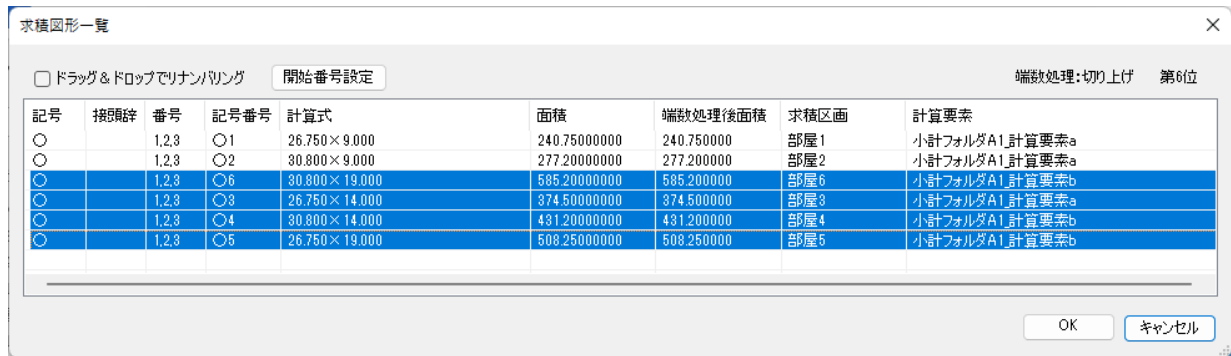 求積図形一覧
ドラッグ&ドロップでリナンバリング 開始番号設定 端数処理:切り上げ 第6位
記号 接頭辞 番号 記号番号 計算式 面積 端数処理後面積 求積区画 計算要素
○ 1,2,3 ○1 26.750×9.000 240.75000000 240.750000 部屋1 小計フォルダA1_計算要素a
○ 1,2,3 ○2 30.800×9.000 277.20000000 277.200000 部屋2 小計フォルダA1_計算要素a
○ 1,2,3 ○6 30.800×19.000 585.20000000 585.200000 部屋6 小計フォルダA1_計算要素b
○ 1,2,3 ○3 26.750×14.000 374.50000000 374.500000 部屋3 小計フォルダA1_計算要素a
○ 1,2,3 ○4 30.800×14.000 431.20000000 431.200000 部屋4 小計フォルダA1_計算要素b
○ 1,2,3 ○5 26.750×19.000 508.25000000 508.250000 部屋5 小計フォルダA1_計算要素b
OK キャンセル